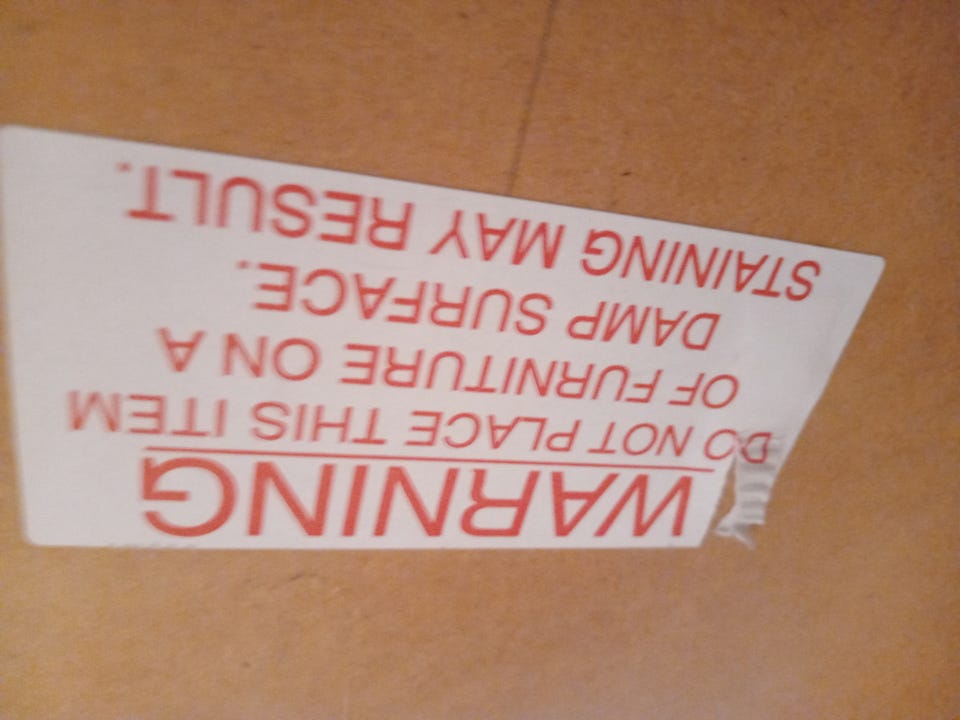 WARNING
DO NOT PLACE THIS ITEM
OF FURNITURE ON A
DAMP SURFACE.
STAINING MAY RESULT.